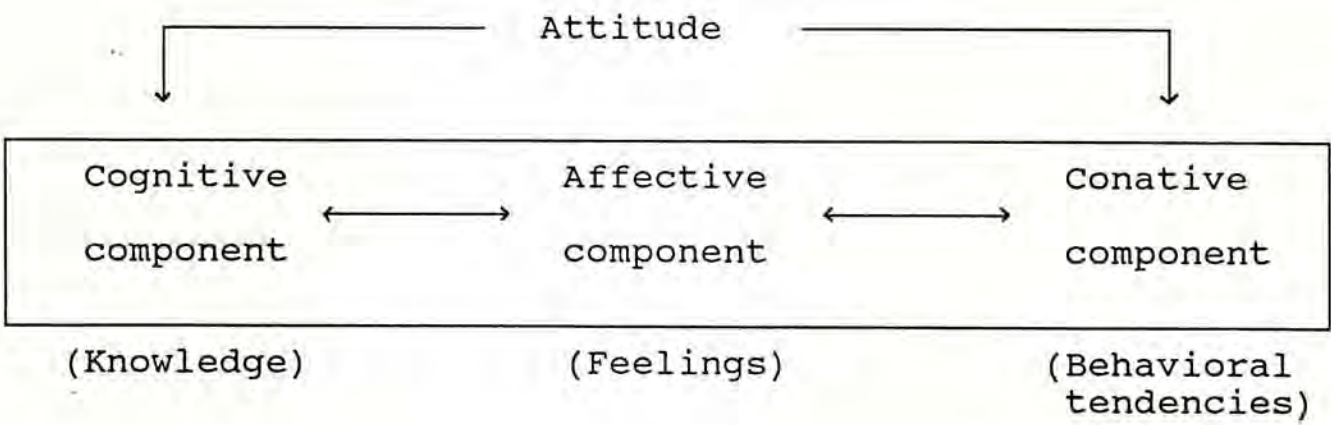 Attitude
Cognitive Affective Conative
component component component
(Knowledge) (Feelings) (Behavioral
tendencies)